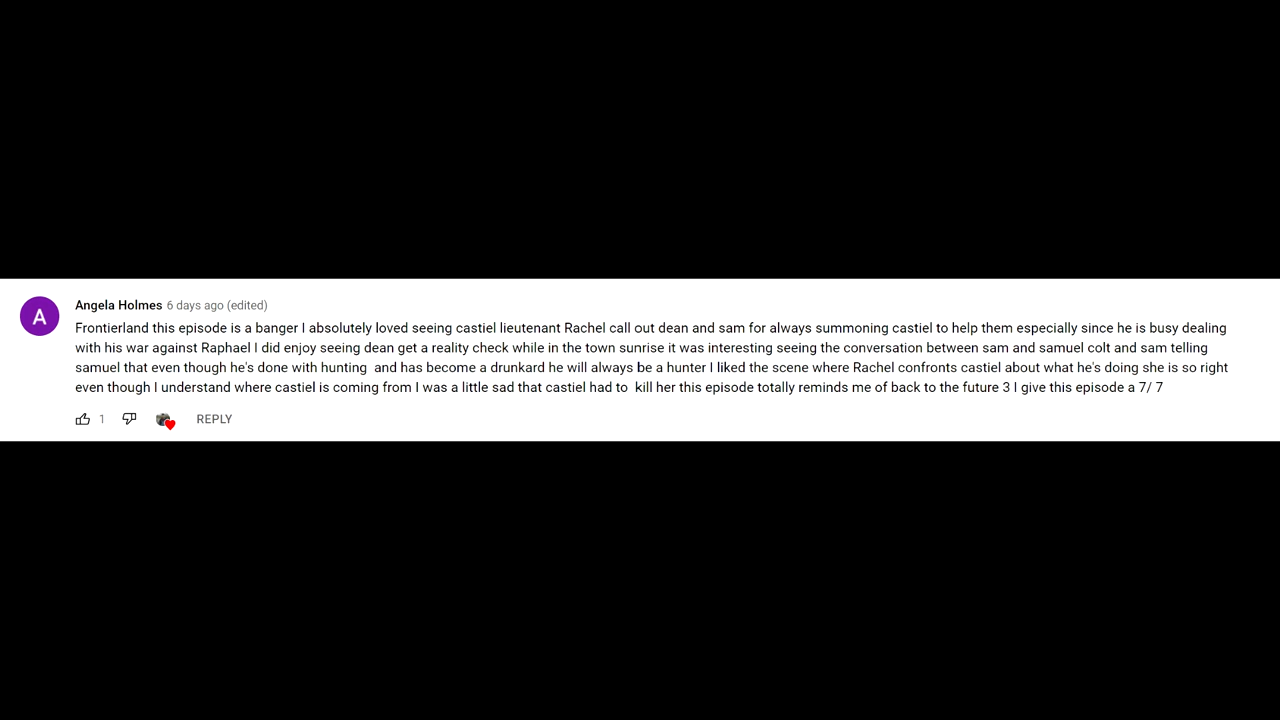 A
Angela Holmes 6 days ago (edited)
Frontierland this episode is a banger I absolutely loved seeing castiel lieutenant Rachel call out dean and sam for always summoning castiel to help them especially since he is busy dealing
with his war against Raphael I did enjoy seeing dean get a reality check while in the town sunrise it was interesting seeing the conversation between sam and samuel colt and sam telling
samuel that even though he's done with hunting  and has become a drunkard he will always be a hunter I liked the scene where Rachel confronts castiel about what he's doing she is so right
even though I understand where castiel is coming from I was a little sad that castiel had to  kill her this episode totally reminds me of back to the future 3 I give this episode a 7/ 7
1 REPLY